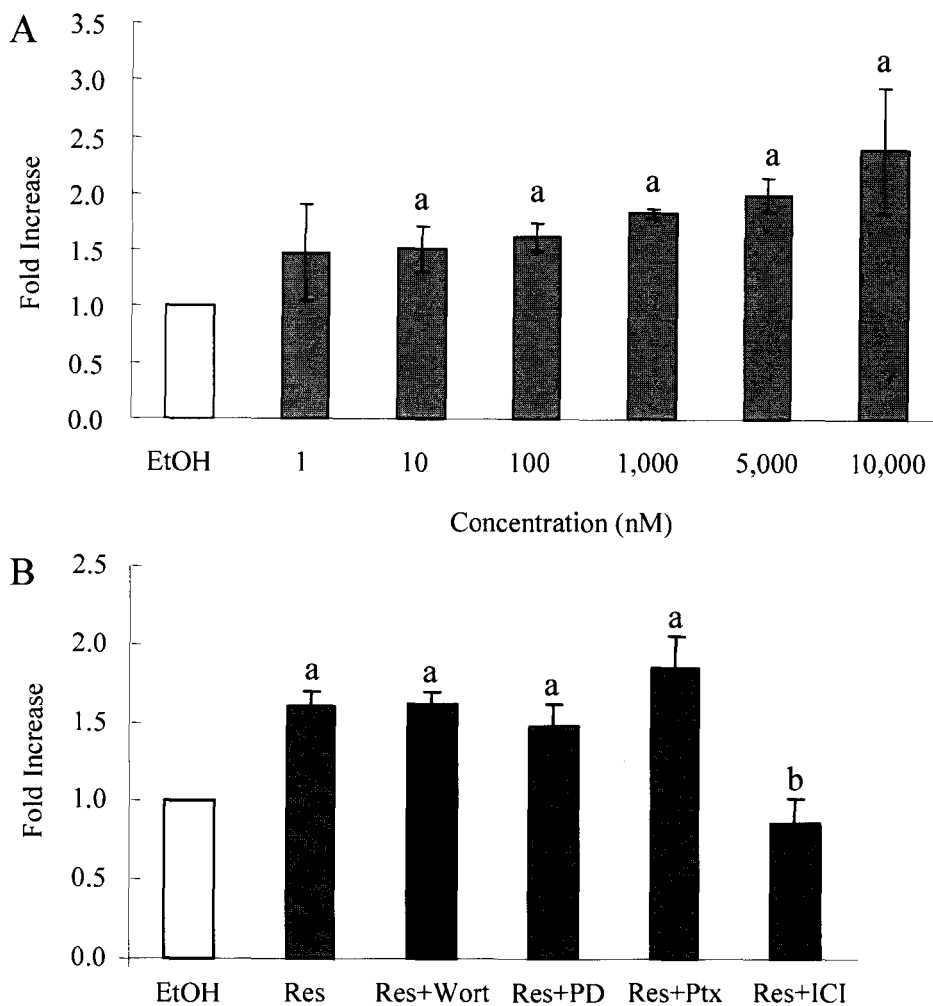 A
3.5
3.0
2.5
2.0
1.5
1.0
0.5
0.0
Fold Increase
a a a a a
EtOH 1 10 100 1,000 5,000 10,000
Concentration (nM)
B
2.5
2.0
1.5
1.0
0.5
0.0
Fold Increase
a a a a b
EtOH Res Res+Wort Res+PD Res+Ptx Res+ICI